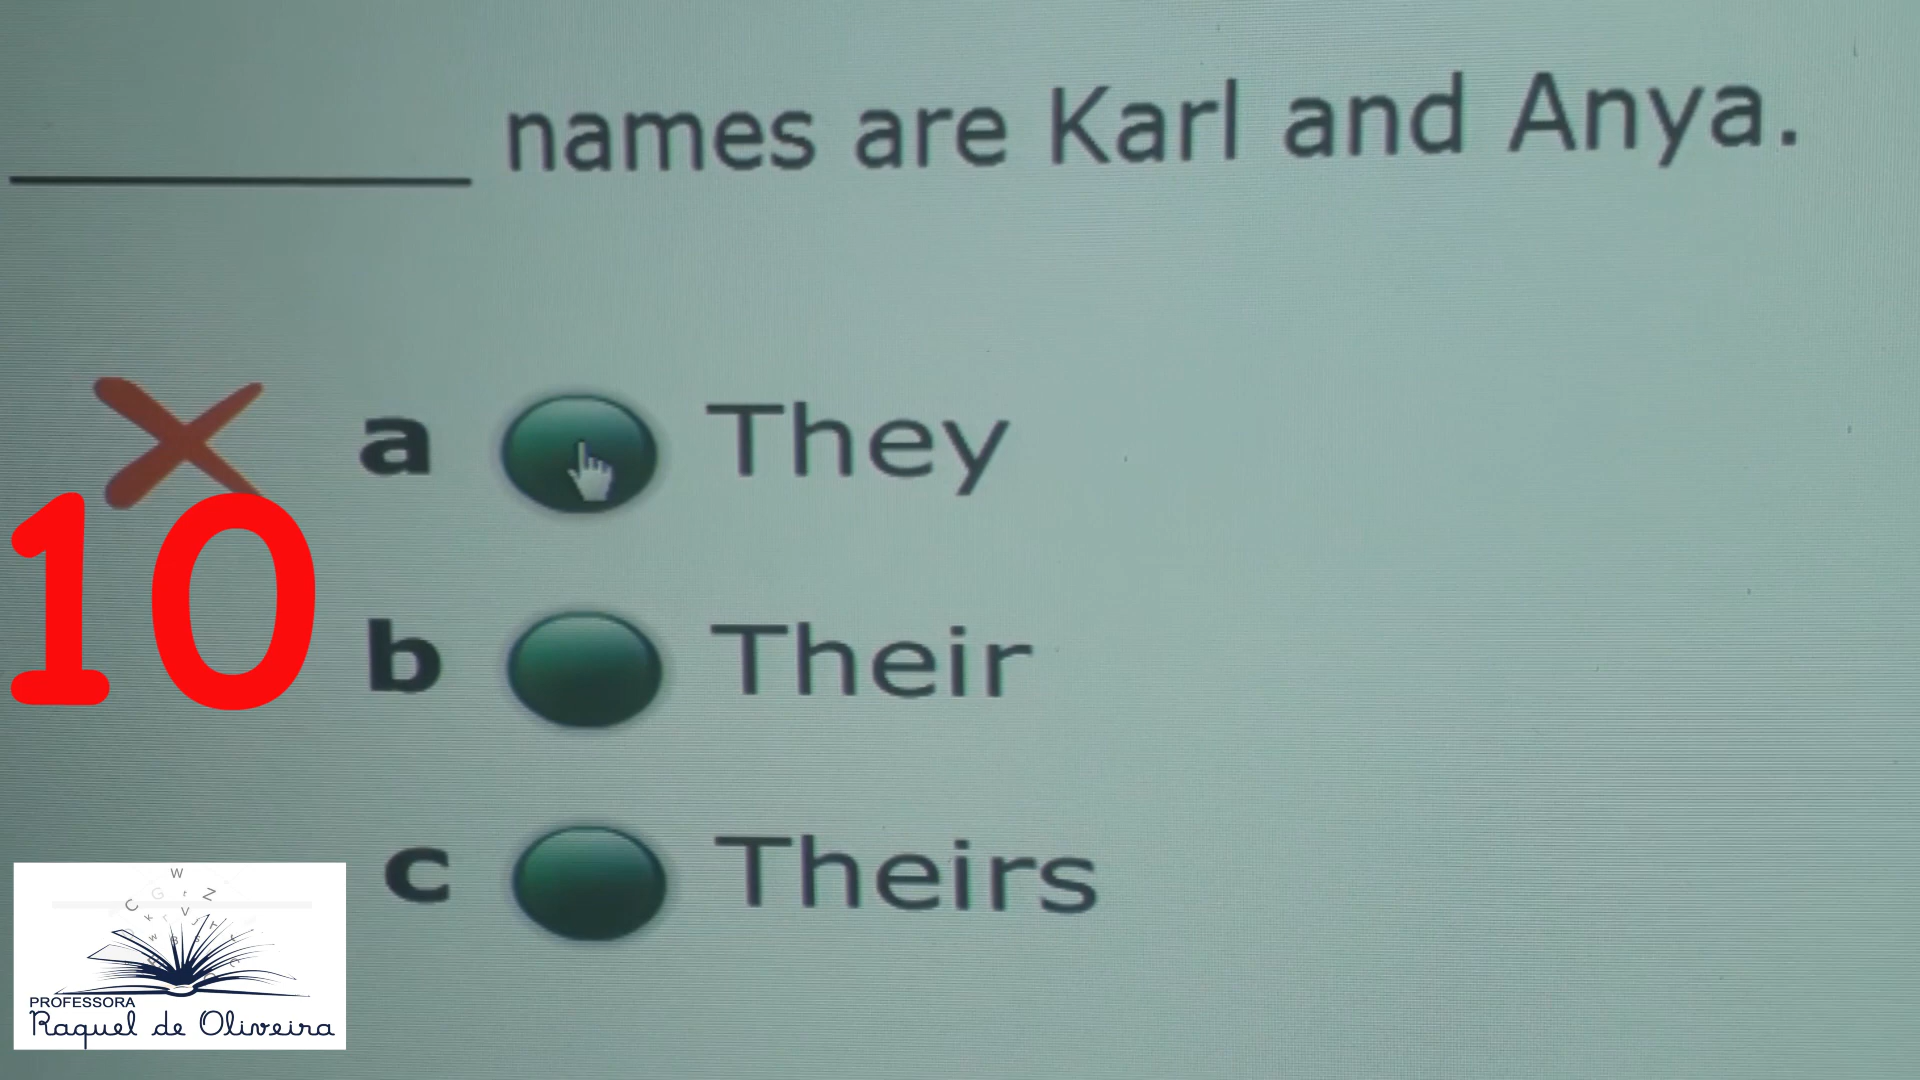 ________ names are Karl and Anya.
a They
10
b Their
c Theirs
PROFESSORA
Raquel de Oliveira